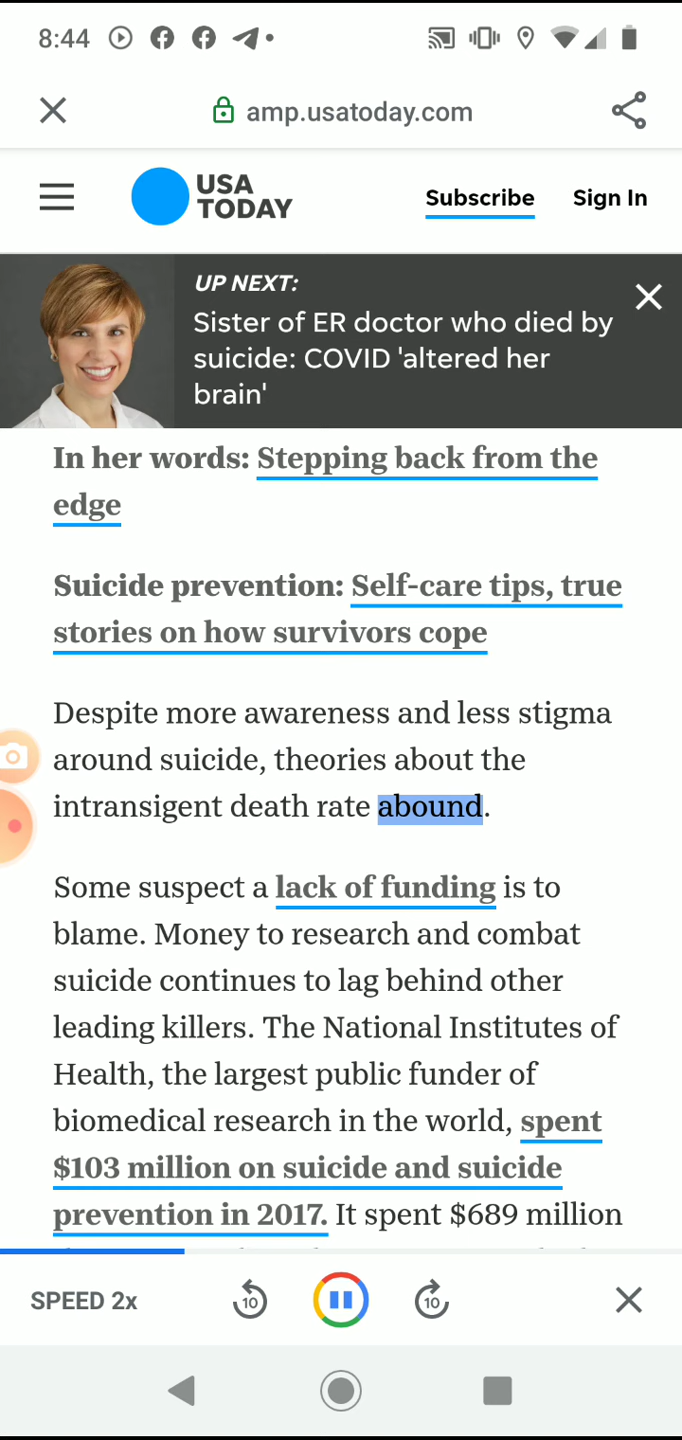 8:44
amp.usatoday.com
USA
TODAY
Subscribe
Sign In
UP NEXT:
Sister of ER doctor who died by
suicide: COVID 'altered her
brain'
In her words: Stepping back from the
edge
Suicide prevention: Self-care tips, true
stories on how survivors cope
Despite more awareness and less stigma
around suicide, theories about the
intransigent death rate abound.
Some suspect a lack of funding is to
blame. Money to research and combat
suicide continues to lag behind other
leading killers. The National Institutes of
Health, the largest public funder of
biomedical research in the world, spent
$103 million on suicide and suicide
prevention in 2017. It spent $689 million
SPEED 2x
10
10